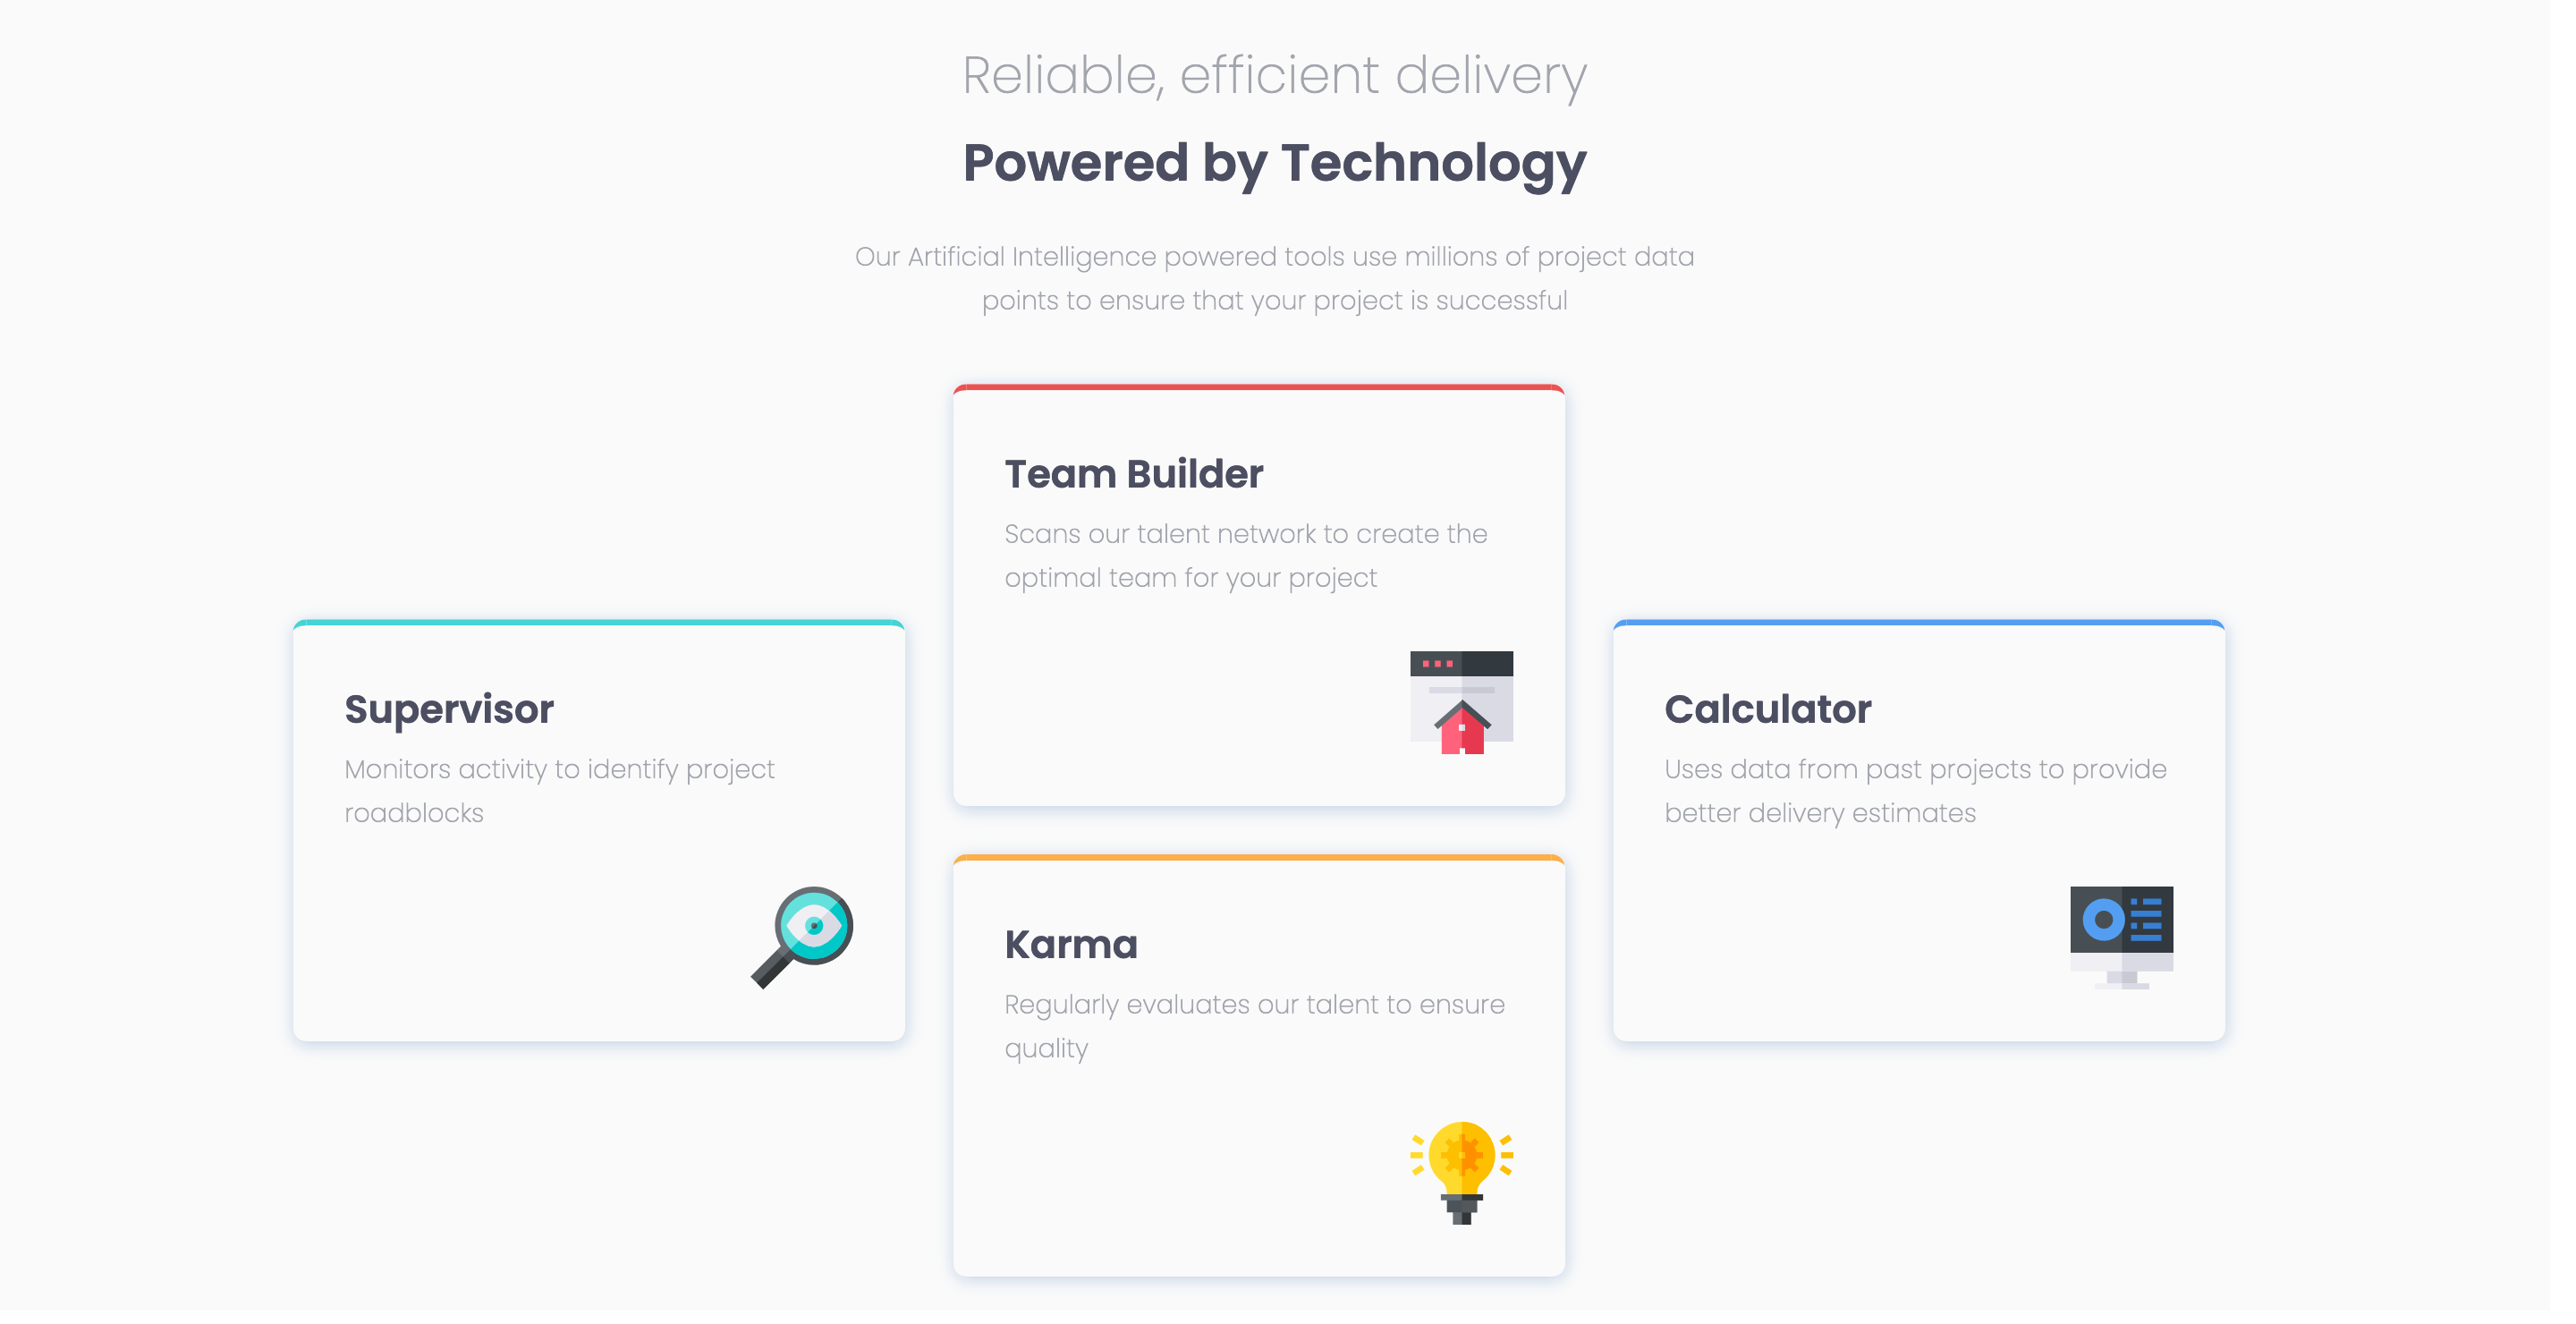 Reliable, efficient delivery
Powered by Technology
Our Artificial Intelligence powered tools use millions of project data
points to ensure that your project is successful
Team Builder
Scans our talent network to create the
optimal team for your project
Supervisor
Monitors activity to identify project
roadblocks
Calculator
Uses data from past projects to provide
better delivery estimates
Karma
Regularly evaluates our talent to ensure
quality